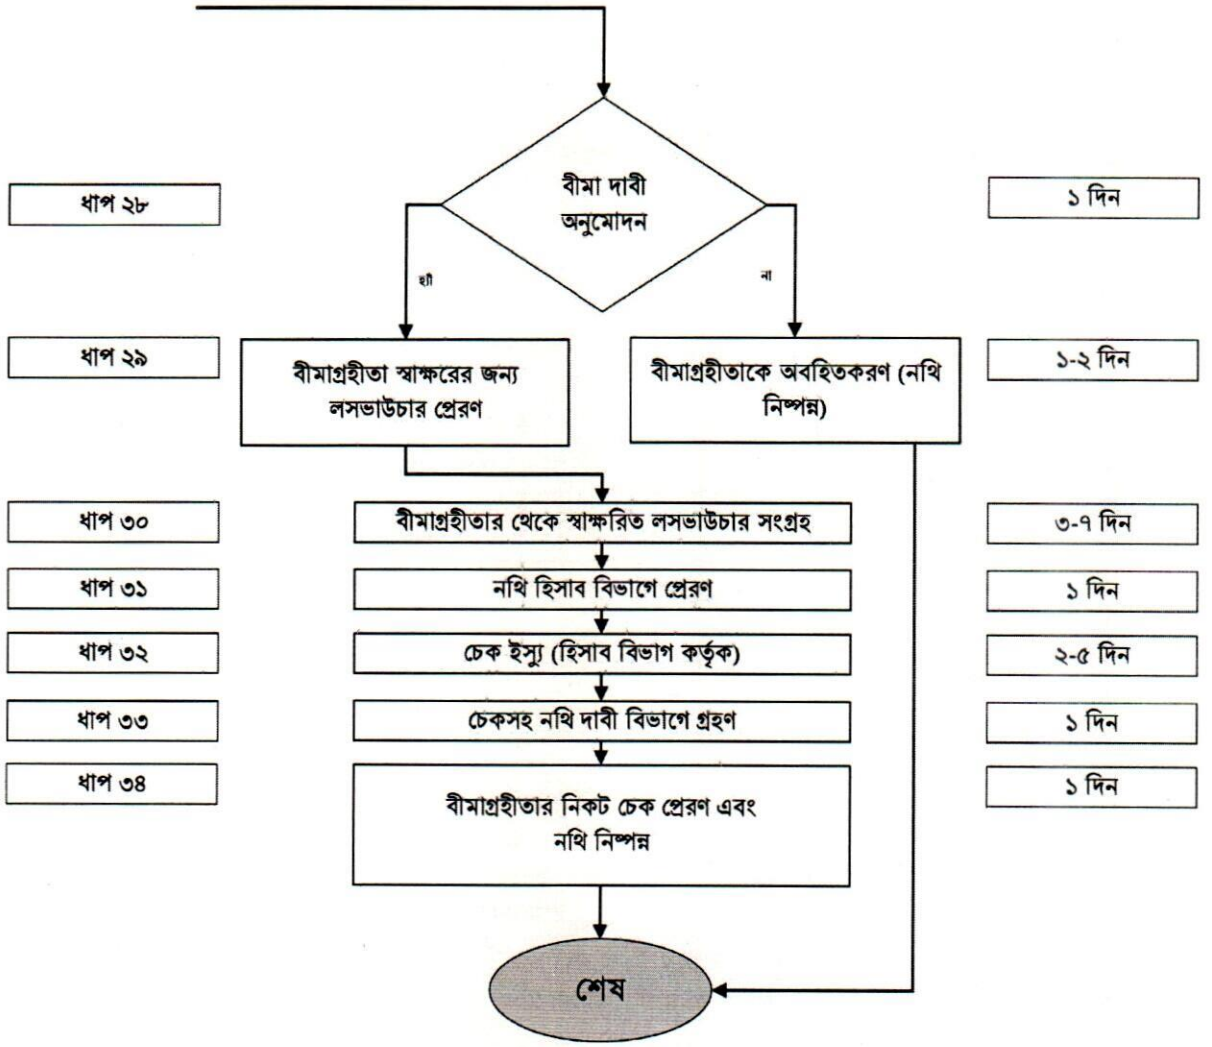 বীমা দাবী
অনুমোদন
ধাপ ২৮
১ দিন
হ্যাঁ
না
ধাপ ২৯
বীমাগ্রহীতা স্বাক্ষরের জন্য
লসভাউচার প্রেরণ
বীমাগ্রহীতাকে অবহিতকরণ (নথি
নিষ্পন্ন)
১-২ দিন
ধাপ ৩০
বীমাগ্রহীতার থেকে স্বাক্ষরিত লসভাউচার সংগ্রহ
৩-৭ দিন
ধাপ ৩১
নথি হিসাব বিভাগে প্রেরণ
১ দিন
ধাপ ৩২
চেক ইস্যু (হিসাব বিভাগ কর্তৃক)
২-৫ দিন
ধাপ ৩৩
চেকসহ নথি দাবী বিভাগে গ্রহণ
১ দিন
ধাপ ৩৪
বীমাগ্রহীতার নিকট চেক প্রেরণ এবং
নথি নিষ্পন্ন
১ দিন
শেষ